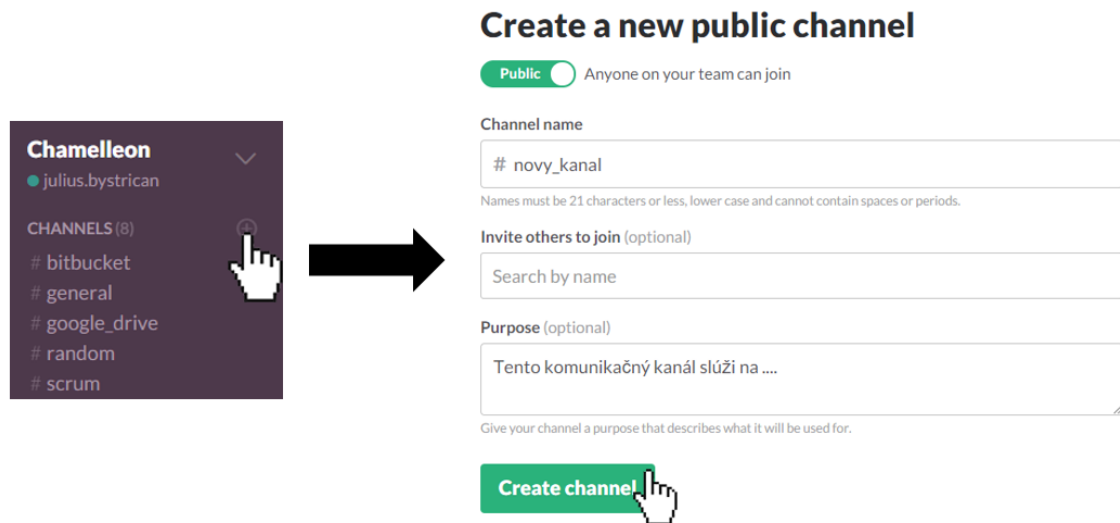 Chamelleon
julius.bystrican
CHANNELS (8)
# bitbucket
# general
# google_drive
# random
# scrum
Create a new public channel
Public Anyone on your team can join
Channel name
# novy_kanal
Names must be 21 characters or less, lower case and cannot contain spaces or periods.
Invite others to join (optional)
Search by name
Purpose (optional)
Tento komunikačný kanál slúži na ....
Give your channel a purpose that describes what it will be used for.
Create channel